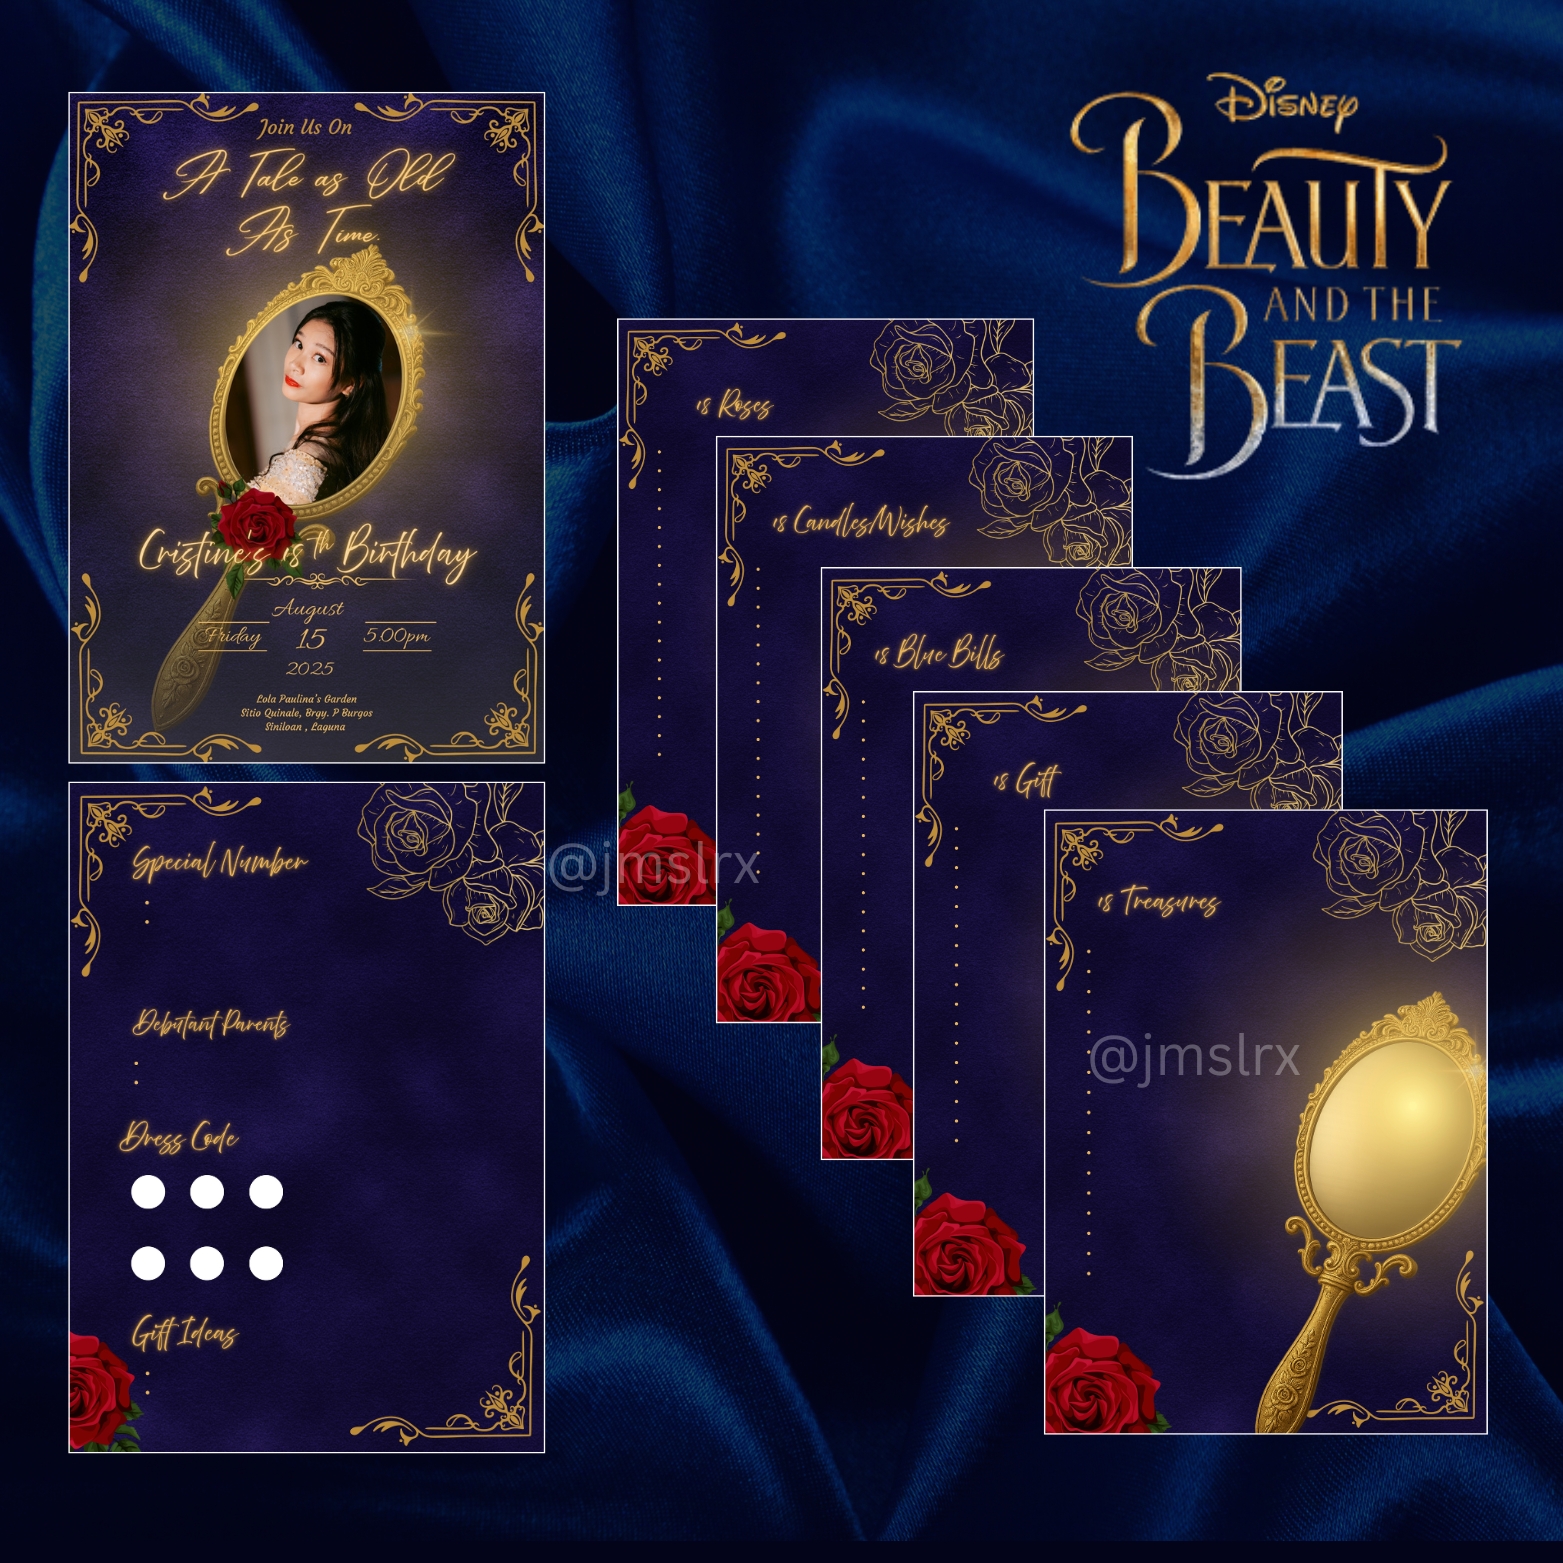 Join Us On
A Tale as Old
As Time.
Cristine's 18th Birthday
August
Friday 15 5:00pm
2025
Lola Paulina's Garden
Sitio Quinale, Brgy. P Burgos
Siniloan , Laguna
Special Number
Debutant Parents
Dress Code
Gift Ideas
DISNEY
BEAUTY
AND THE
BEAST
18 Roses
18 Candles/Wishes
18 Blue Bills
18 Gift
18 Treasures
@jmslrx
@jmslrx